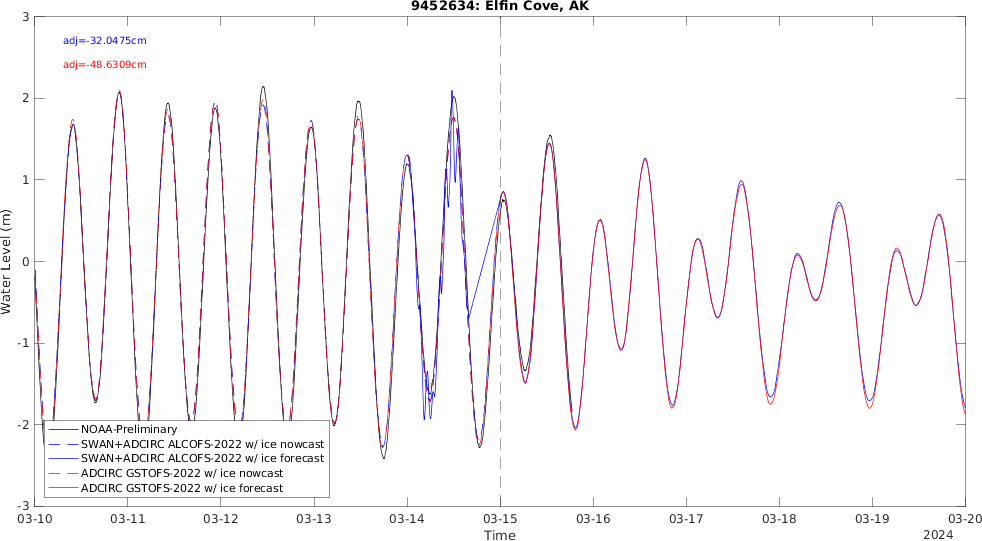 9452634: Elfin Cove, AK
adj=-32.0475cm
adj=-48.6309cm
Water Level (m)
3
2
1
0
-1
-2
-3
NOAA-Preliminary
SWAN+ADCIRC ALCOFS-2022 w/ ice nowcast
SWAN+ADCIRC ALCOFS-2022 w/ ice forecast
ADCIRC GSTOFS-2022 w/ ice nowcast
ADCIRC GSTOFS-2022 w/ ice forecast
03-10 03-11 03-12 03-13 03-14 03-15 03-16 03-17 03-18 03-19 03-20
Time
2024